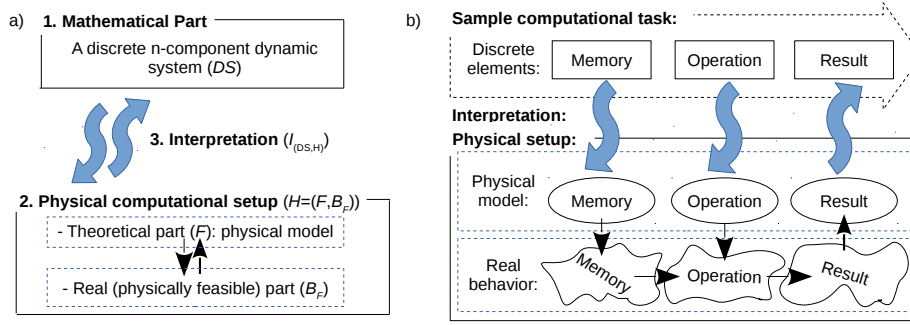 a)
1. Mathematical Part
A discrete n-component dynamic
system (DS)
3. Interpretation (I(DS,H))
2. Physical computational setup (H=(F,BF))
- Theoretical part (F): physical model
- Real (physically feasible) part (BF)
b)
Sample computational task:
Discrete
elements:
Memory
Operation
Result
Interpretation:
Physical setup:
Physical
model:
Memory
Operation
Result
Real
behavior:
Memory
Operation
Result